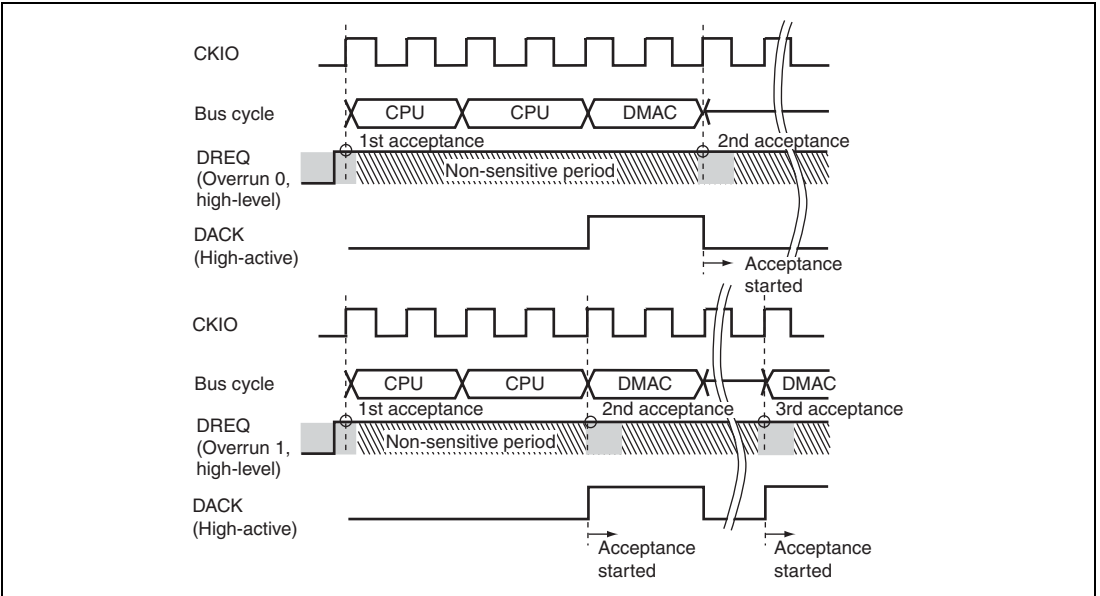 CKIO
Bus cycle
CPU
CPU
DMAC
1st acceptance
2nd acceptance
DREQ
(Overrun 0,
high-level)
Non-sensitive period
DACK
(High-active)
Acceptance
started
CKIO
Bus cycle
CPU
CPU
DMAC
DMAC
1st acceptance
2nd acceptance
3rd acceptance
DREQ
(Overrun 1,
high-level)
Non-sensitive period
DACK
(High-active)
Acceptance
started
Acceptance
started